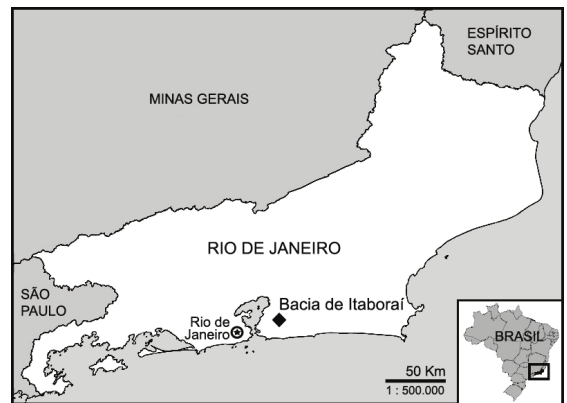 ESPÍRITO
SANTO
MINAS GERAIS
RIO DE JANEIRO
SÃO
PAULO
Bacia de Itaboraí
Rio de
Janeiro
BRASIL
50 Km
1 : 500.000